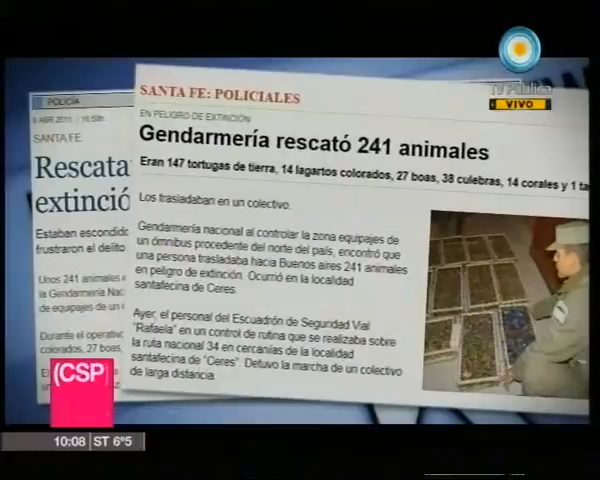 TV Pública
VIVO
POLICÍA
SANTA FE
Rescata
extinció
Estaban escondido
frustraron el delito
Unos 241 animales
la Gendarmería Nac
equipajes de un
Durante el operativo
colorados, 27 boas,
SANTA FE: POLICIALES
EN PELIGRO DE EXTINCIÓN
Gendarmería rescató 241 animales
Eran 147 tortugas de tierra, 14 lagartos colorados, 27 boas, 38 culebras, 14 corales y 1 ta
Los trasladaban en un colectivo.
Gendarmería nacional al controlar la zona equipajes de
un ómnibus procedente del norte del país, encontró que
una persona trasladaba hacia Buenos aires 241 animales
en peligro de extinción. Ocurrió en la localidad
santafecina de Ceres.
Ayer, el personal del Escuadrón de Seguridad Vial
"Rafaela" en un control de rutina que se realizaba sobre
la ruta nacional 34 en cercanías de la localidad
santafecina de "Ceres". Detuvo la marcha de un colectivo
de larga distancia.
(CSP)
10:08 ST 6°5